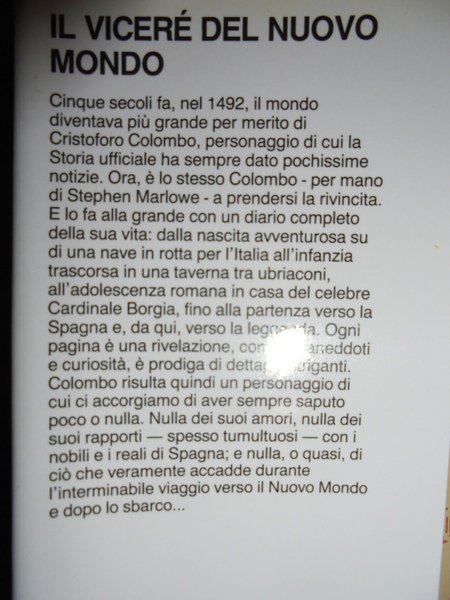 IL VICERÉ DEL NUOVO
MONDO
Cinque secoli fa, nel 1492, il mondo
diventava più grande per merito di
Cristoforo Colombo, personaggio di cui la
Storia ufficiale ha sempre dato pochissime
notizie. Ora, è lo stesso Colombo - per mano
di Stephen Marlowe - a prendersi la rivincita.
E lo fa alla grande con un diario completo
della sua vita: dalla nascita avventurosa su
di una nave in rotta per l'Italia all'infanzia
trascorsa in una taverna tra ubriaconi,
all'adolescenza romana in casa del celebre
Cardinale Borgia, fino alla partenza verso la
Spagna e, da qui, verso la leggenda. Ogni
pagina è una rivelazione, aneddoti
e curiosità, è prodiga di
Colombo risulta quindi un personaggio di
cui ci accorgiamo di aver sempre saputo
poco o nulla. Nulla dei suoi amori, nulla dei
suoi rapporti — spesso tumultuosi — con i
nobili e i reali di Spagna; e nulla, o quasi, di
ciò che veramente accadde durante
l'interminabile viaggio verso il Nuovo Mondo
e dopo lo sbarco...